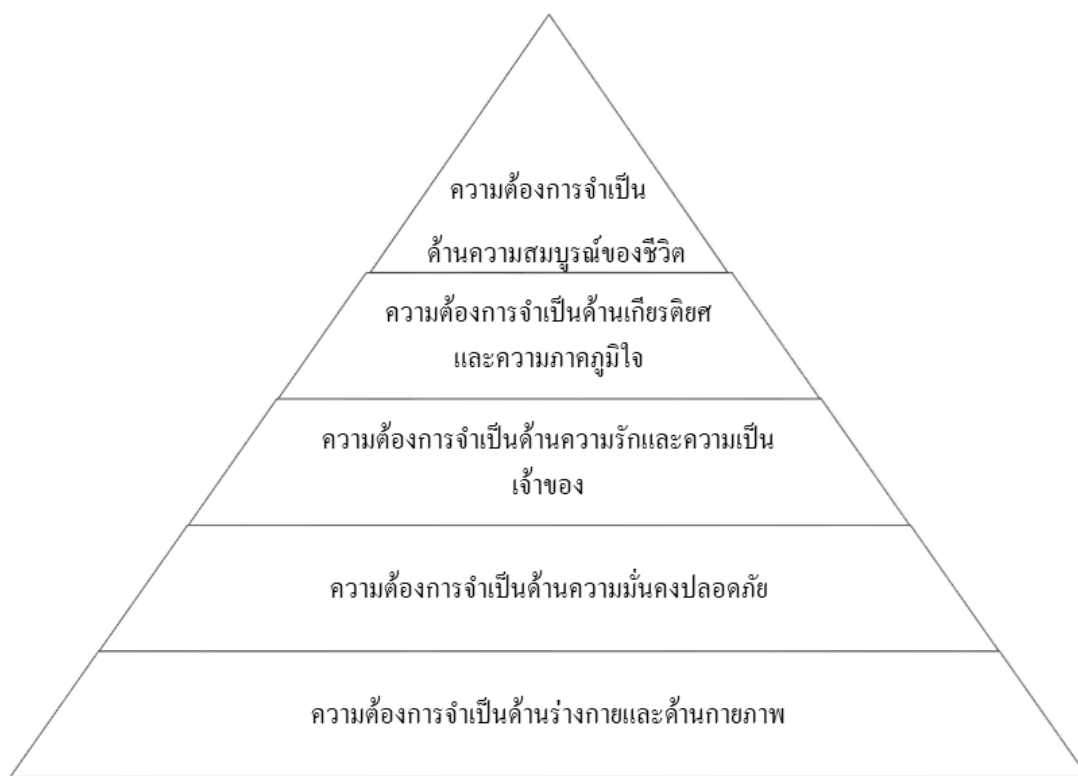 ความต้องการจำเป็น
ด้านความสมบูรณ์ของชีวิต
ความต้องการจำเป็นด้านเกียรติยศ
และความภาคภูมิใจ
ความต้องการจำเป็นด้านความรักและความเป็น
เจ้าของ
ความต้องการจำเป็นด้านความมั่นคงปลอดภัย
ความต้องการจำเป็นด้านร่างกายและด้านกายภาพ